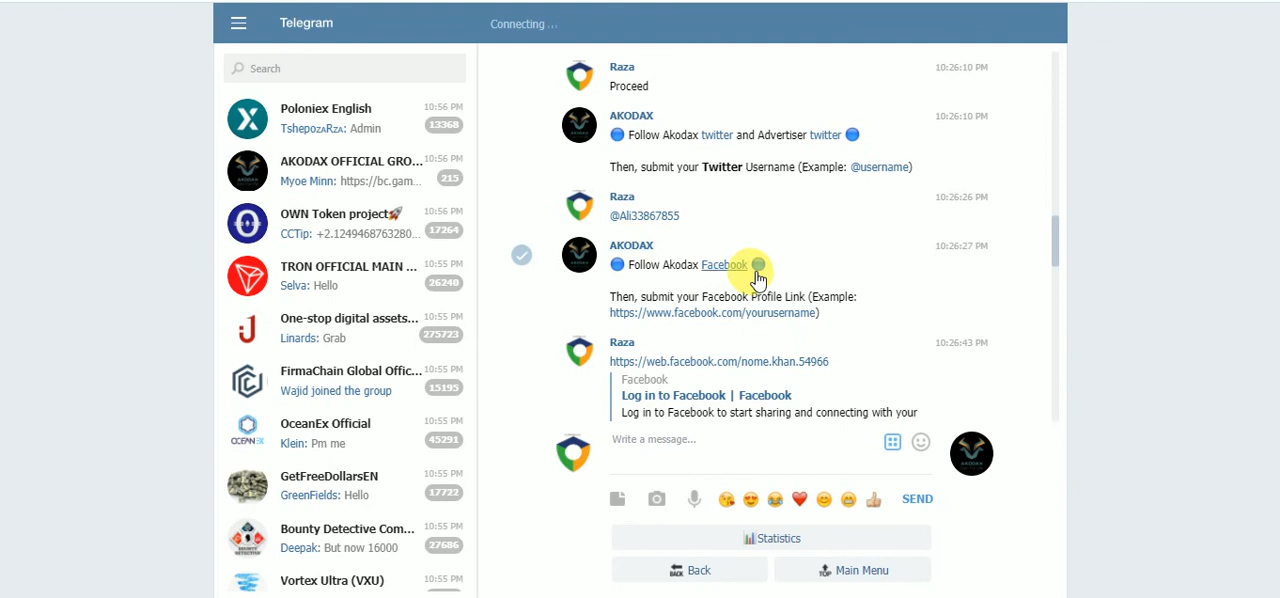 Telegram
Connecting ...
Search
Poloniex English
10:56 PM
TshepozARzA: Admin
13368
AKODAX OFFICIAL GRO...
10:56 PM
Myoe Minn: https://bc.gam...
215
OWN Token project🚀
10:56 PM
CCTip: +2.1249468763280...
17264
TRON OFFICIAL MAIN ...
10:55 PM
Selva: Hello
26240
One-stop digital assets...
10:55 PM
Linards: Grab
275723
FirmaChain Global Offic...
10:55 PM
Wajid joined the group
15195
OceanEx Official
10:55 PM
Klein: Pm me
45291
OCEANEX
GetFreeDollarsEN
10:55 PM
GreenFields: Hello
17722
Bounty Detective Com...
10:55 PM
Deepak: But now 16000
27686
Vortex Ultra (VXU)
10:55 PM
Raza
10:26:10 PM
Proceed
AKODAX
10:26:10 PM
🔵 Follow Akodax twitter and Advertiser twitter 🔵
Then, submit your Twitter Username (Example: @username)
Raza
10:26:26 PM
@Ali33867855
AKODAX
10:26:27 PM
🔵 Follow Akodax Facebook 🔵
Then, submit your Facebook Profile Link (Example:
https://www.facebook.com/yourusername)
Raza
10:26:43 PM
https://web.facebook.com/nome.khan.54966
Facebook
Log in to Facebook | Facebook
Log in to Facebook to start sharing and connecting with your
Write a message...
AKODAX
SEND
📊Statistics
🔙 Back
🔝 Main Menu